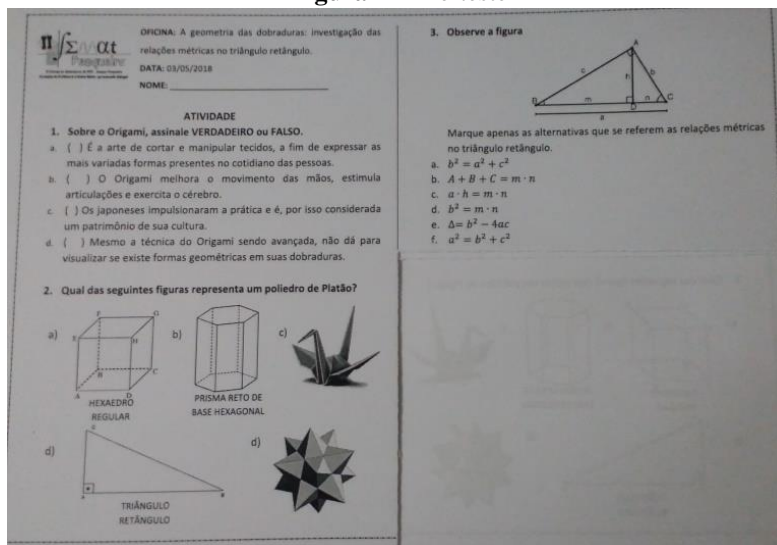 π∫Σ
αt
Pesqueira
OFICINA: A geometria das dobraduras: investigação das
relações métricas no triângulo retângulo.
DATA: 03/05/2018
NOME:
ATIVIDADE
1. Sobre o Origami, assinale VERDADEIRO ou FALSO.
a. ( ) É a arte de cortar e manipular tecidos, a fim de expressar as
mais variadas formas presentes no cotidiano das pessoas.
b. ( ) O Origami melhora o movimento das mãos, estimula
articulações e exercita o cérebro.
c. ( ) Os japoneses impulsionaram a prática e é, por isso considerada
um patrimônio de sua cultura.
d. ( ) Mesmo a técnica do Origami sendo avançada, não dá para
visualizar se existe formas geométricas em suas dobraduras.
2. Qual das seguintes figuras representa um poliedro de Platão?
a) b) c)
F G
E H
B C
A D
HEXAEDRO
REGULAR
PRISMA RETO DE
BASE HEXAGONAL
d) d)
TRIÂNGULO
RETÂNGULO
3. Observe a figura
A
c h b
B m D n C
a
Marque apenas as alternativas que se referem as relações métricas
no triângulo retângulo.
a. b² = a² + c²
b. A + B + C = m · n
c. a · h = m · n
d. b² = m · n
e. Δ= b² − 4ac
f. a² = b² + c²